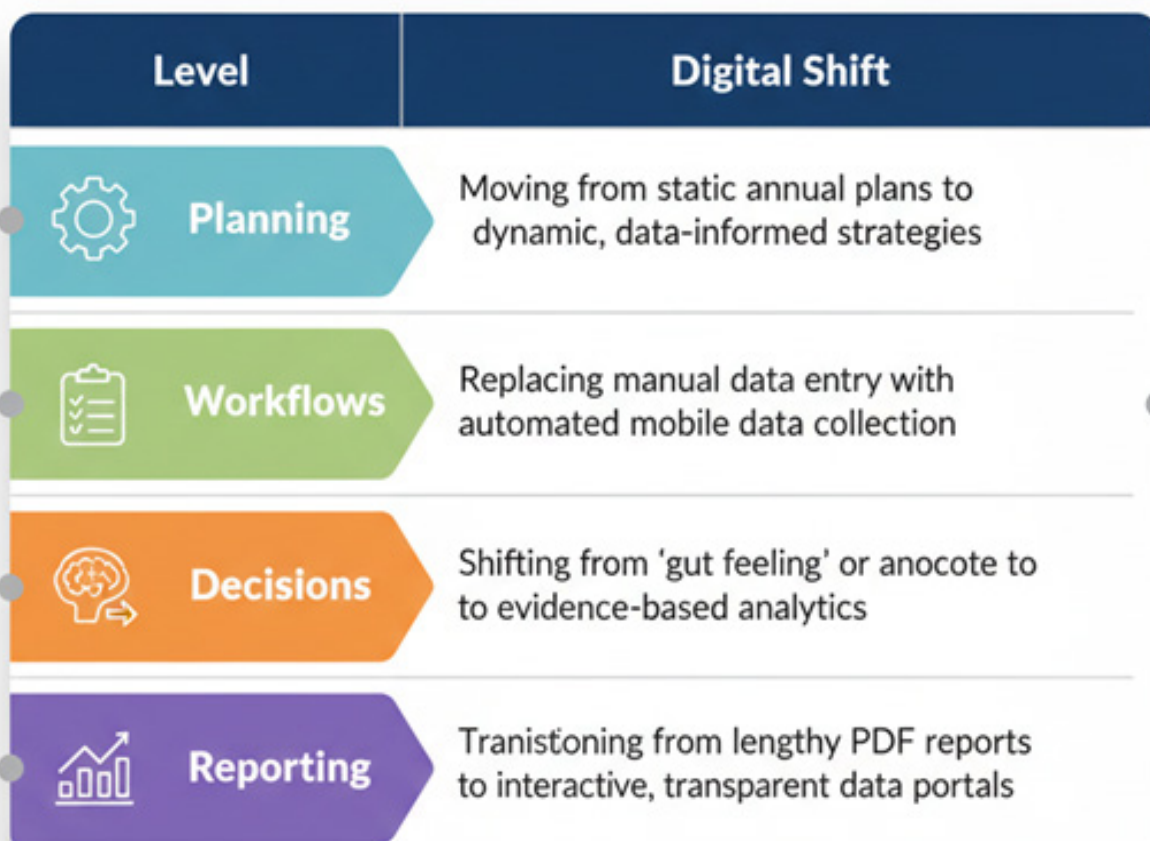 Level
Digital Shift
Planning
Moving from static annual plans to
dynamic, data-informed strategies
Workflows
Replacing manual data entry with
automated mobile data collection
Decisions
Shifting from ‘gut feeling’ or anocote to
to evidence-based analytics
Reporting
Tranistioning from lengthy PDF reports
to interactive, transparent data portals